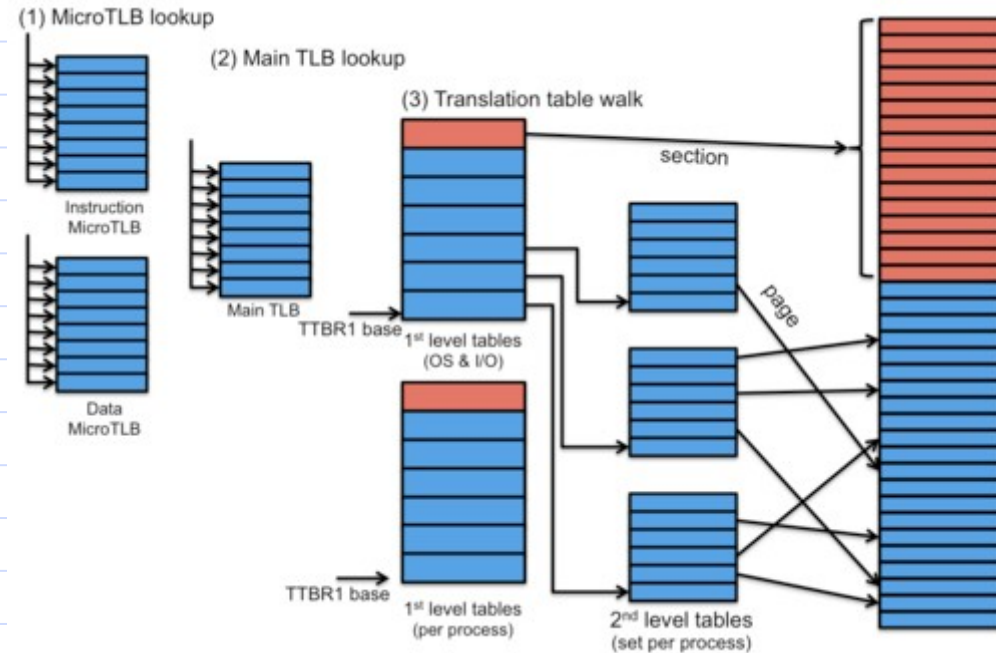 (1) MicroTLB lookup
(2) Main TLB lookup
(3) Translation table walk
section
Instruction
MicroTLB
Main TLB
page
TTBR1 base
1st level tables
(OS & I/O)
Data
MicroTLB
TTBR1 base
1st level tables
(per process)
2nd level tables
(set per process)